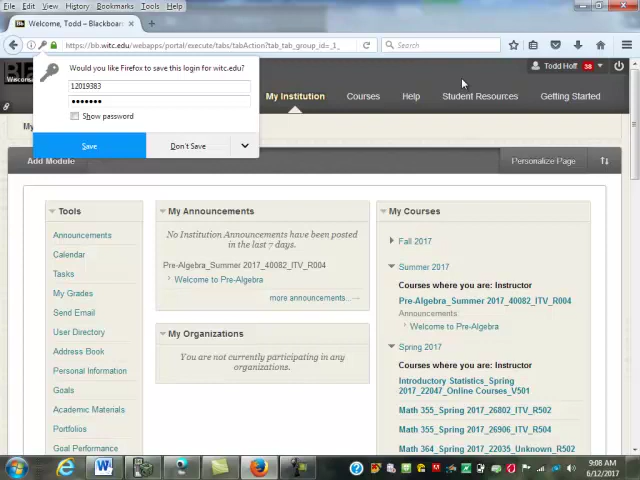 File Edit View History Bookmarks Tools Help
Welcome, Todd – Blackboar
https://bb.witc.edu/webapps/portal/execute/tabs/tabAction?tab_tab_group_id=_1_
Search
Would you like Firefox to save this login for witc.edu?
12019383
•••••••
Show password
Save
Don't Save
Todd Hoff 38
My Institution
Courses
Help
Student Resources
Getting Started
Add Module
Personalize Page
Tools
Announcements
Calendar
Tasks
My Grades
Send Email
User Directory
Address Book
Personal Information
Goals
Academic Materials
Portfolios
Goal Performance
My Announcements
No Institution Announcements have been posted
in the last 7 days.
Pre-Algebra_Summer 2017_40082_ITV_R004
Welcome to Pre-Algebra
more announcements...
My Organizations
You are not currently participating in any
organizations.
My Courses
Fall 2017
Summer 2017
Courses where you are: Instructor
Pre-Algebra_Summer 2017_40082_ITV_R004
Announcements
Welcome to Pre-Algebra
Spring 2017
Courses where you are: Instructor
Introductory Statistics_Spring
2017_22047_Online Courses_V501
Math 355_Spring 2017_26802_ITV_R502
Math 355_Spring 2017_26906_ITV_R504
Math 364_Spring 2017_22035_Unknown_R502
9:08 AM
6/12/2017